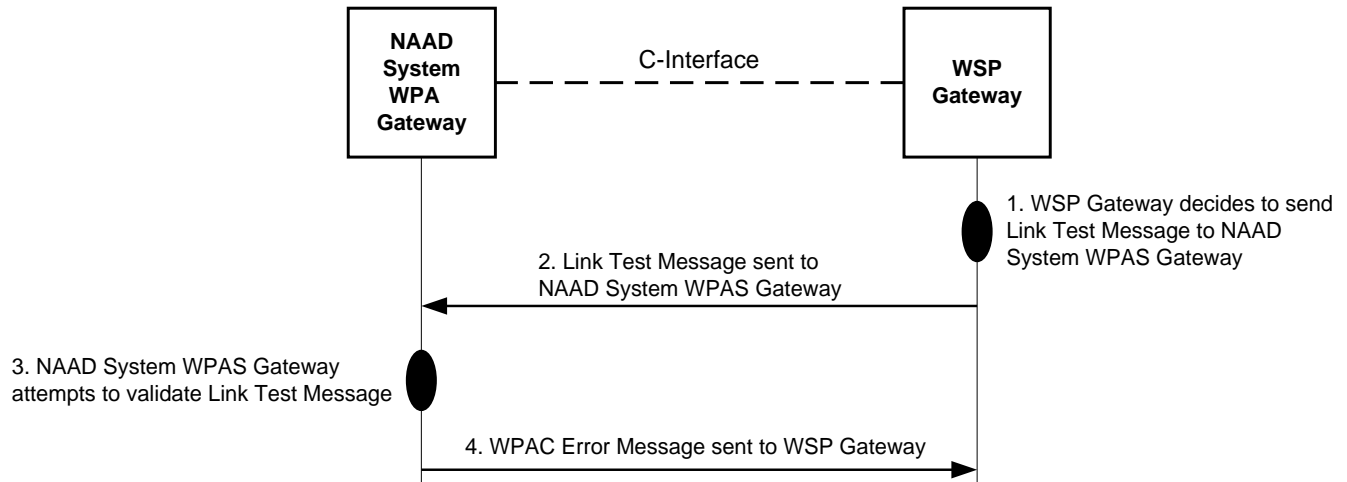 NAAD
System
WPA
Gateway
C-Interface
WSP
Gateway
1. WSP Gateway decides to send
Link Test Message to NAAD
System WPAS Gateway
2. Link Test Message sent to
NAAD System WPAS Gateway
3. NAAD System WPAS Gateway
attempts to validate Link Test Message
4. WPAC Error Message sent to WSP Gateway